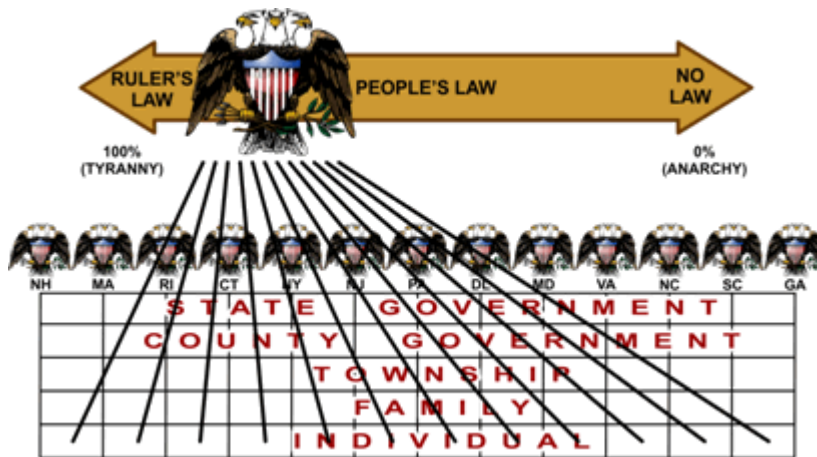 RULER'S
LAW
PEOPLE'S LAW
NO
LAW
100%
(TYRANNY)
0%
(ANARCHY)
NH MA RI CT NY NJ PA DE MD VA NC SC GA
STATE GOVERNMENT
COUNTY GOVERNMENT
TOWNSHIP
FAMILY
INDIVIDUAL